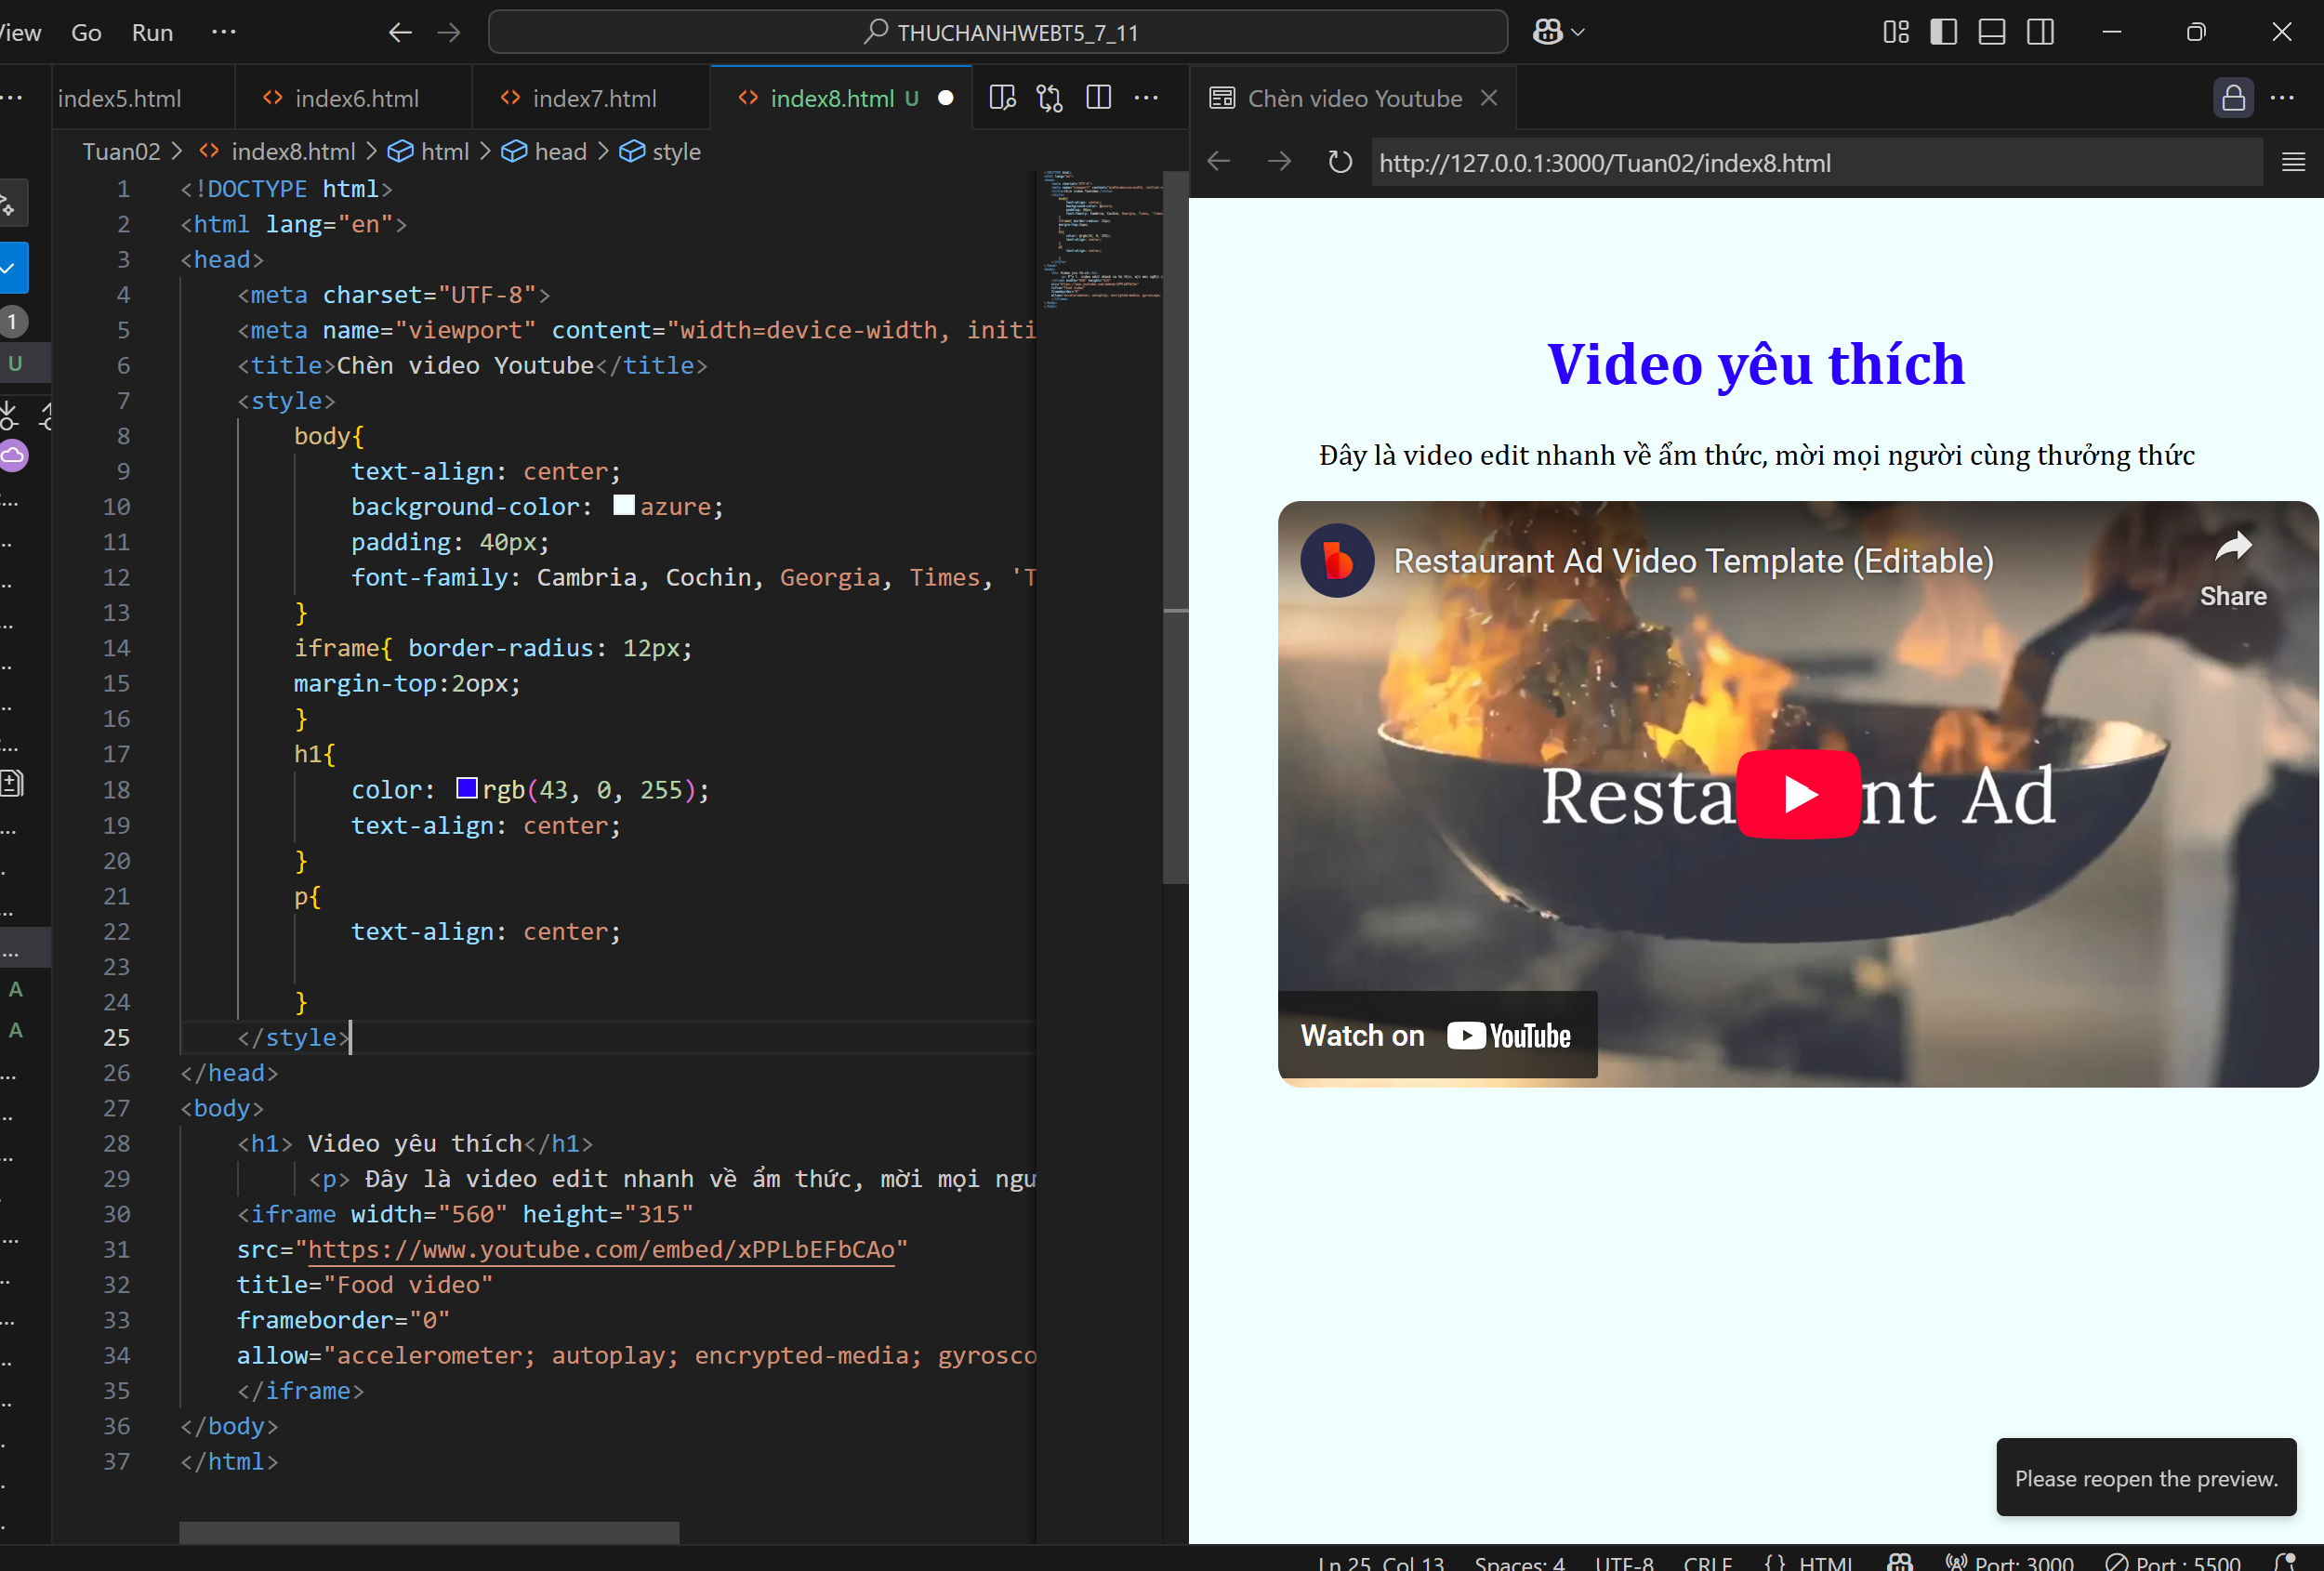 View Go Run ··· THUCHANHWEBT5_7_11
index5.html index6.html index7.html index8.html U Chèn video Youtube
Tuan02 > index8.html > html > head > style
http://127.0.0.1:3000/Tuan02/index8.html
1 <!DOCTYPE html>
2 <html lang="en">
3 <head>
4 <meta charset="UTF-8">
5 <meta name="viewport" content="width=device-width, initi
6 <title>Chèn video Youtube</title>
7 <style>
8 body{
9 text-align: center;
10 background-color: azure;
11 padding: 40px;
12 font-family: Cambria, Cochin, Georgia, Times, 'T
13 }
14 iframe{ border-radius: 12px;
15 margin-top:2opx;
16 }
17 h1{
18 color: rgb(43, 0, 255);
19 text-align: center;
20 }
21 p{
22 text-align: center;
23
24 }
25 </style>
26 </head>
27 <body>
28 <h1> Video yêu thích</h1>
29 <p> Đây là video edit nhanh về ẩm thức, mời mọi ngư
30 <iframe width="560" height="315"
31 src="https://www.youtube.com/embed/xPPLbEFbCAo"
32 title="Food video"
33 frameborder="0"
34 allow="accelerometer; autoplay; encrypted-media; gyrosco
35 </iframe>
36 </body>
37 </html>
1
U
A
A
Video yêu thích
Đây là video edit nhanh về ẩm thức, mời mọi người cùng thưởng thức
Restaurant Ad Video Template (Editable)
Share
Resta nt Ad
Watch on YouTube
Please reopen the preview.
Ln 25, Col 13 Spaces: 4 UTF-8 CRLF {} HTML Port: 3000 Port : 5500